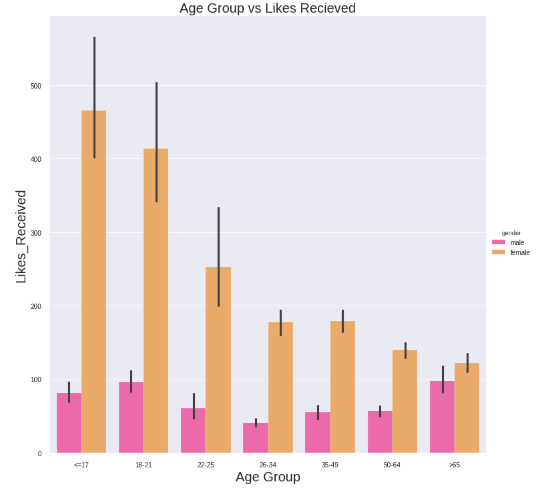 Age Group vs Likes Recieved
500
400
300
200
100
0
Likes_Received
<=17 18-21 22-25 26-34 35-49 50-64 >65
Age Group
gender
male
female